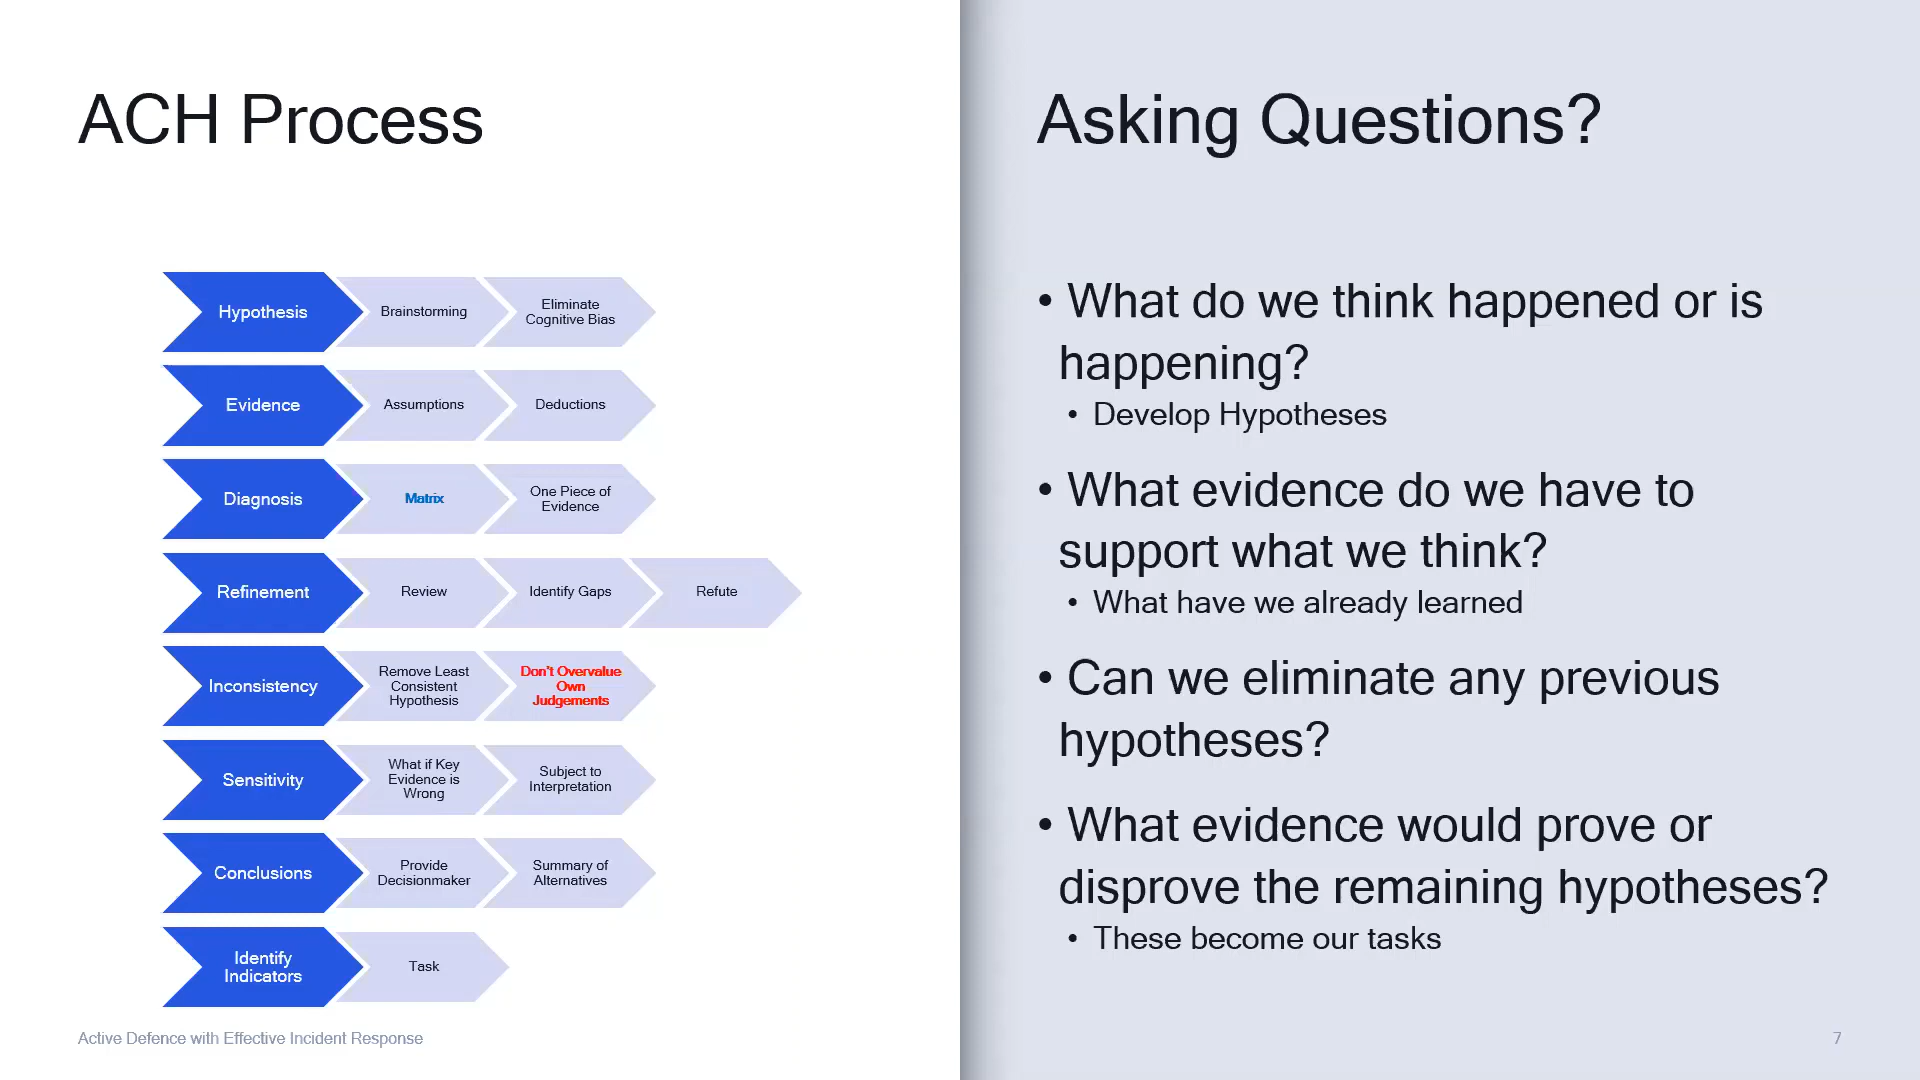 ACH Process
Hypothesis
Brainstorming
Eliminate
Cognitive Bias
Evidence
Assumptions
Deductions
Diagnosis
Matrix
One Piece of
Evidence
Refinement
Review
Identify Gaps
Refute
Inconsistency
Remove Least
Consistent
Hypothesis
Don't Overvalue
Own
Judgements
Sensitivity
What if Key
Evidence is
Wrong
Subject to
Interpretation
Conclusions
Provide
Decisionmaker
Summary of
Alternatives
Identify
Indicators
Task
Active Defence with Effective Incident Response
Asking Questions?
• What do we think happened or is
happening?
• Develop Hypotheses
• What evidence do we have to
support what we think?
• What have we already learned
• Can we eliminate any previous
hypotheses?
• What evidence would prove or
disprove the remaining hypotheses?
• These become our tasks
7